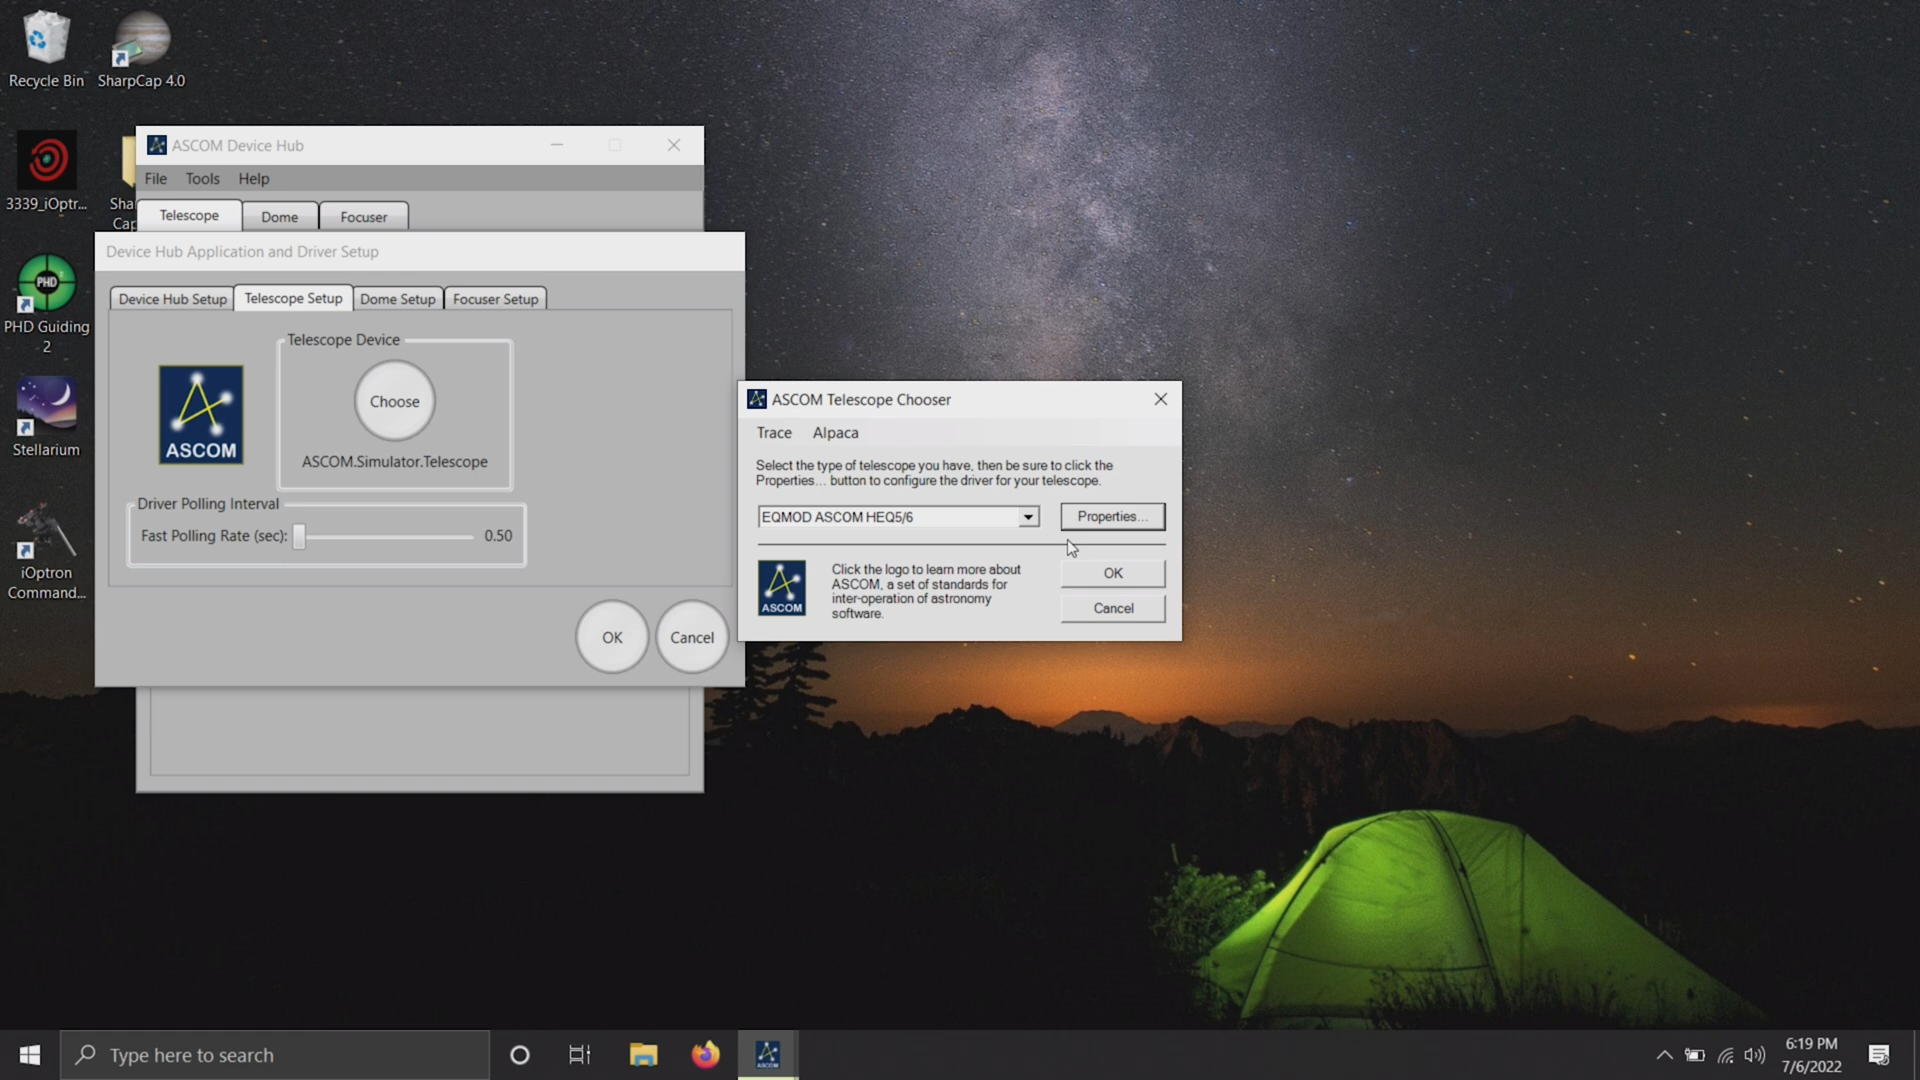 Recycle Bin
SharpCap 4.0
3339_iOptr...
Sha
Cap
PHD
PHD Guiding
2
Stellarium
iOptron
Command...
ASCOM Device Hub
File Tools Help
Telescope Dome Focuser
Device Hub Application and Driver Setup
Device Hub Setup Telescope Setup Dome Setup Focuser Setup
Telescope Device
Choose
ASCOM
ASCOM.Simulator.Telescope
Driver Polling Interval
Fast Polling Rate (sec): 0.50
OK Cancel
ASCOM Telescope Chooser
Trace Alpaca
Select the type of telescope you have, then be sure to click the
Properties... button to configure the driver for your telescope.
EQMOD ASCOM HEQ5/6
Properties...
Click the logo to learn more about
ASCOM, a set of standards for
inter-operation of astronomy
software.
ASCOM
OK
Cancel
Type here to search
ASCOM
6:19 PM
7/6/2022